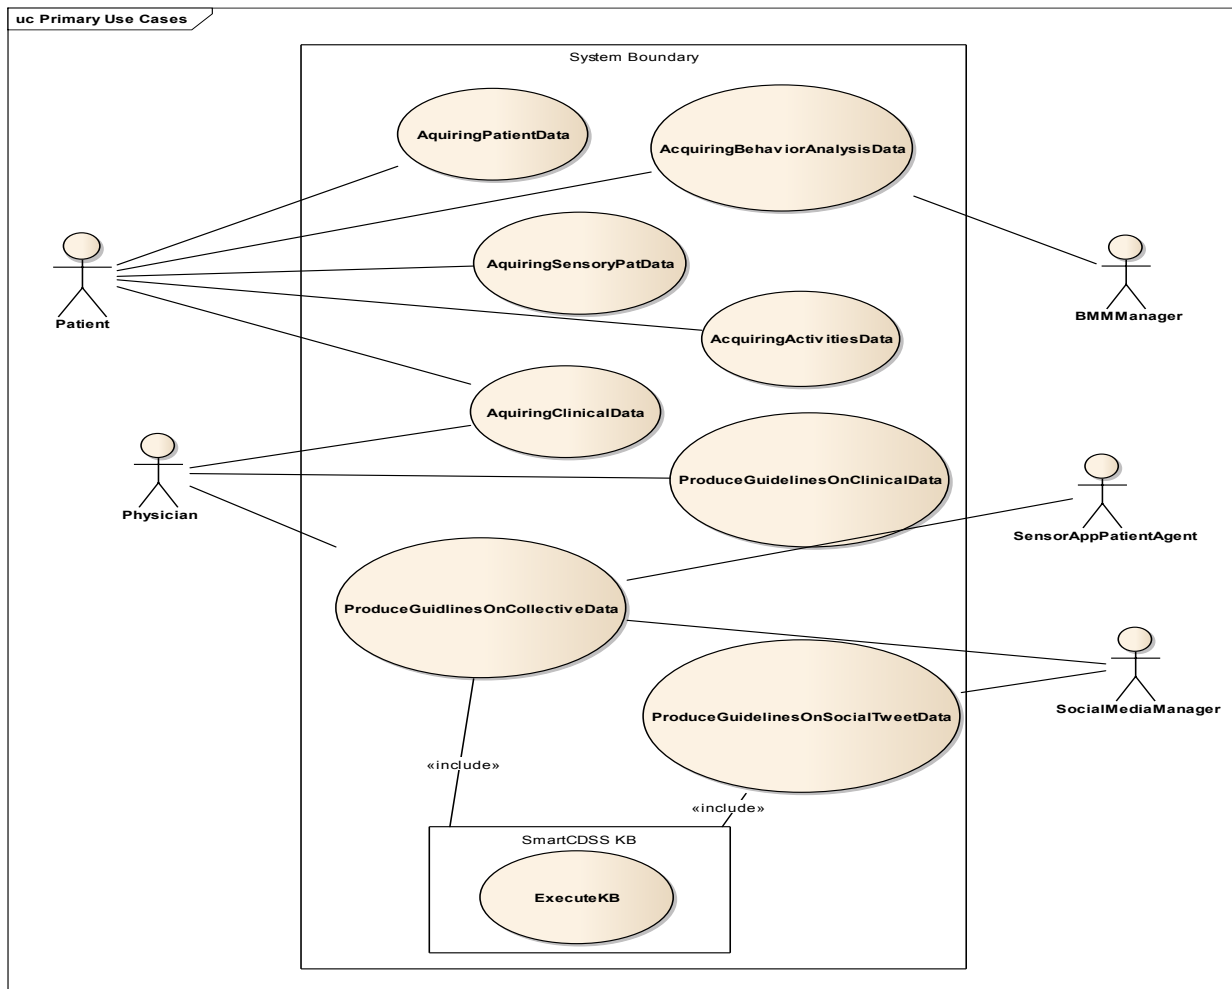 uc Primary Use Cases
System Boundary
AquiringPatientData
AcquiringBehaviorAnalysisData
AquiringSensoryPatData
Patient
BMMManager
AcquiringActivitiesData
AquiringClinicalData
ProduceGuidelinesOnClinicalData
Physician
SensorAppPatientAgent
ProduceGuidlinesOnCollectiveData
SocialMediaManager
ProduceGuidelinesOnSocialTweetData
«include»
«include»
SmartCDSS KB
ExecuteKB